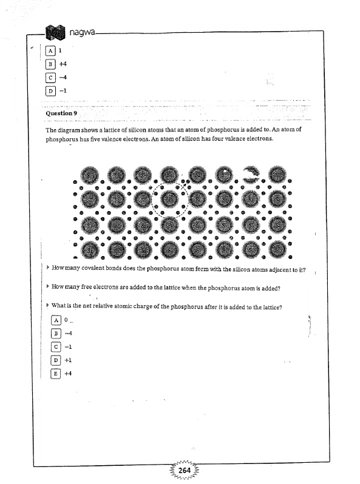 nagwa
A 1
B +4
C −4
D −1
Question 9
The diagram shows a lattice of silicon atoms that an atom of phosphorus is added to. An atom of
phosphorus has five valence electrons. An atom of silicon has four valence electrons.
How many covalent bonds does the phosphorus atom form with the silicon atoms adjacent to it?
How many free electrons are added to the lattice when the phosphorus atom is added?
What is the net relative atomic charge of the phosphorus after it is added to the lattice?
A 0
B −4
C −1
D +1
E +4
264